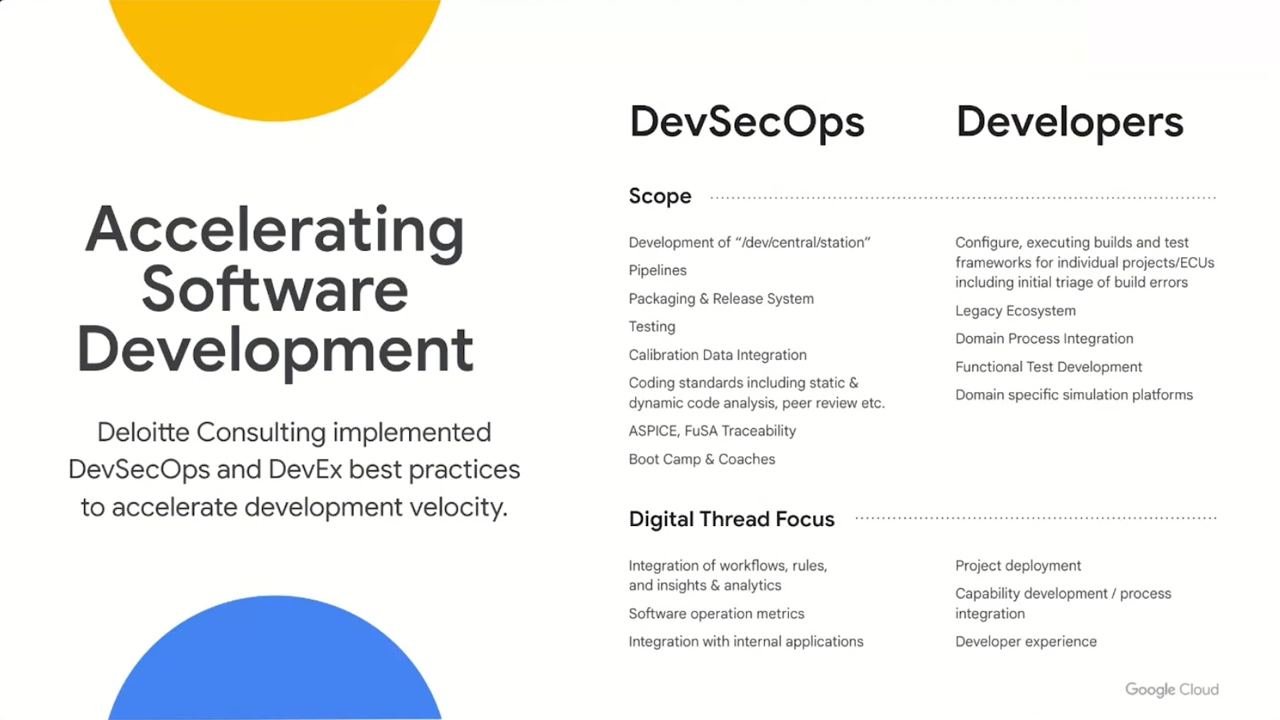 Accelerating
Software
Development
Deloitte Consulting implemented
DevSecOps and DevEx best practices
to accelerate development velocity.
DevSecOps
Developers
Scope
Development of “/dev/central/station”
Pipelines
Packaging & Release System
Testing
Calibration Data Integration
Coding standards including static &
dynamic code analysis, peer review etc.
ASPICE, FuSA Traceability
Boot Camp & Coaches
Configure, executing builds and test
frameworks for individual projects/ECUs
including initial triage of build errors
Legacy Ecosystem
Domain Process Integration
Functional Test Development
Domain specific simulation platforms
Digital Thread Focus
Integration of workflows, rules,
and insights & analytics
Software operation metrics
Integration with internal applications
Project deployment
Capability development / process
integration
Developer experience
Google Cloud